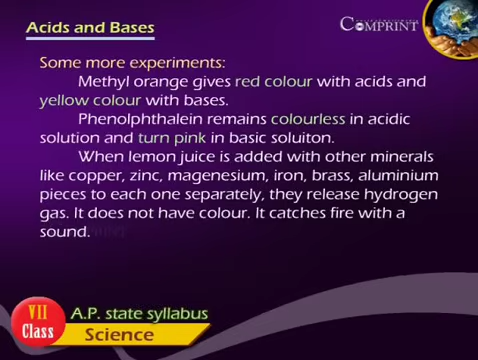 Acids and Bases
COMPRINT
Some more experiments:
Methyl orange gives red colour with acids and
yellow colour with bases.
Phenolphthalein remains colourless in acidic
solution and turn pink in basic soluiton.
When lemon juice is added with other minerals
like copper, zinc, magenesium, iron, brass, aluminium
pieces to each one separately, they release hydrogen
gas. It does not have colour. It catches fire with a
sound.
VII
Class
A.P. state syllabus
Science